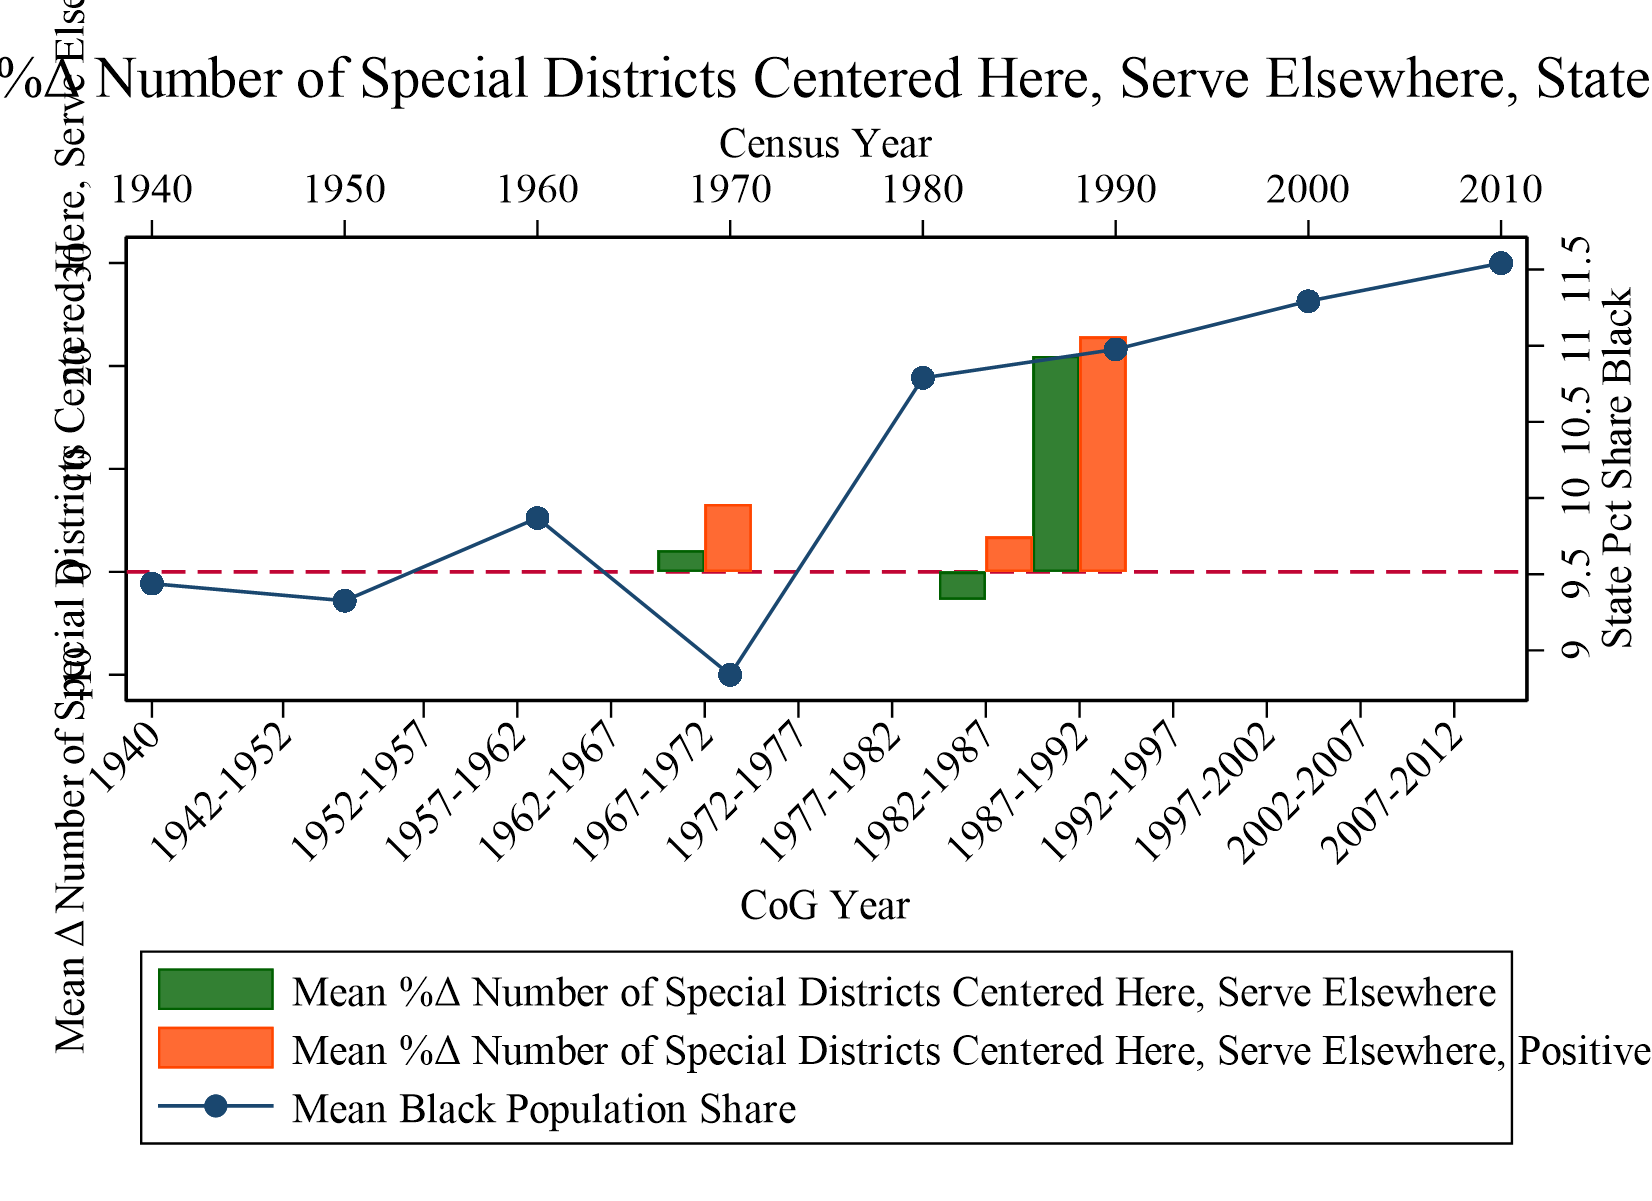 %Δ Number of Special Districts Centered Here, Serve Elsewhere, State
Census Year
1940 1950 1960 1970 1980 1990 2000 2010
Mean Δ Number of Special Districts Centered Here, Serve Else
30
20
10
0
-10
11.5
11
10.5
10
9.5
9
State Pct Share Black
1940 1942-1952 1952-1957 1957-1962 1962-1967 1967-1972 1972-1977 1977-1982 1982-1987 1987-1992 1992-1997 1997-2002 2002-2007 2007-2012
CoG Year
Mean %Δ Number of Special Districts Centered Here, Serve Elsewhere
Mean %Δ Number of Special Districts Centered Here, Serve Elsewhere, Positive
Mean Black Population Share